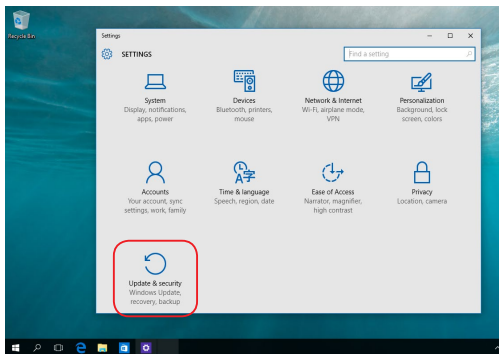 Recycle Bin
Settings
SETTINGS
Find a setting
System
Display, notifications,
apps, power
Devices
Bluetooth, printers,
mouse
Network & Internet
Wi-Fi, airplane mode,
VPN
Personalization
Background, lock
screen, colors
Accounts
Your account, sync
settings, work, family
Time & language
Speech, region, date
Ease of Access
Narrator, magnifier,
high contrast
Privacy
Location, camera
Update & security
Windows Update,
recovery, backup